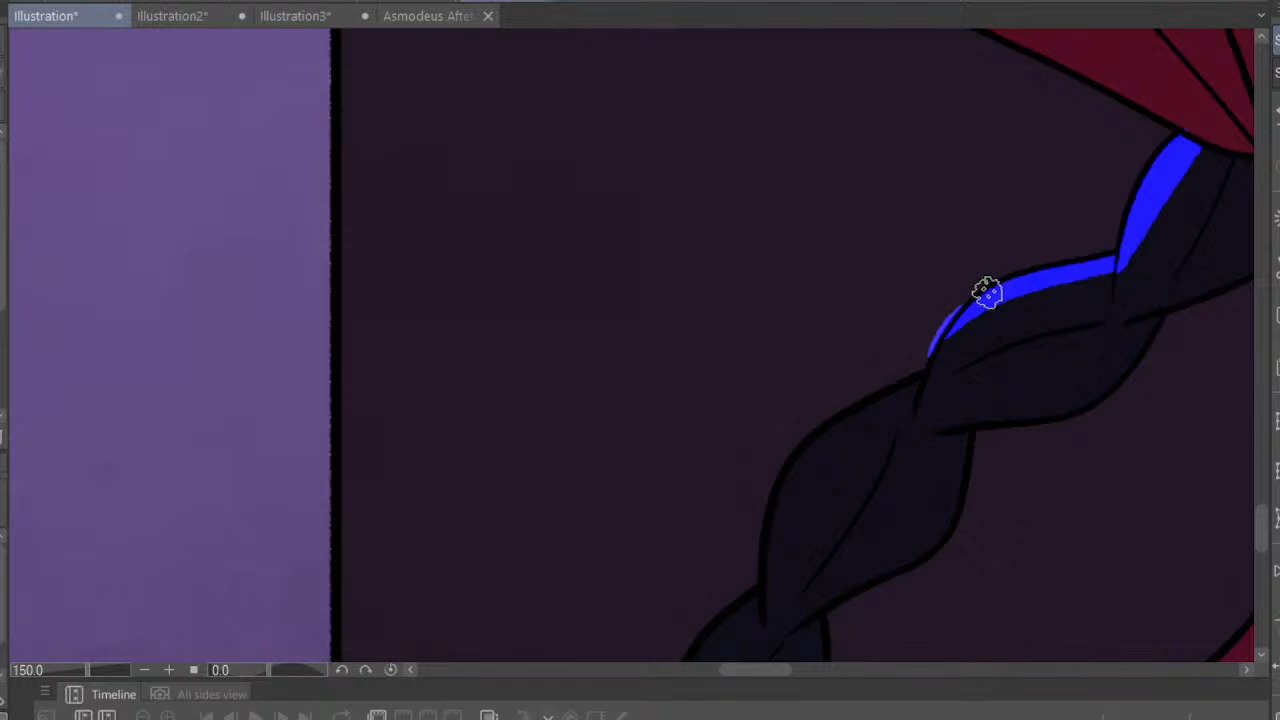 Illustration* Illustration2* Illustration3* Asmodeus Afte
150.0 0.0
Timeline All sides view